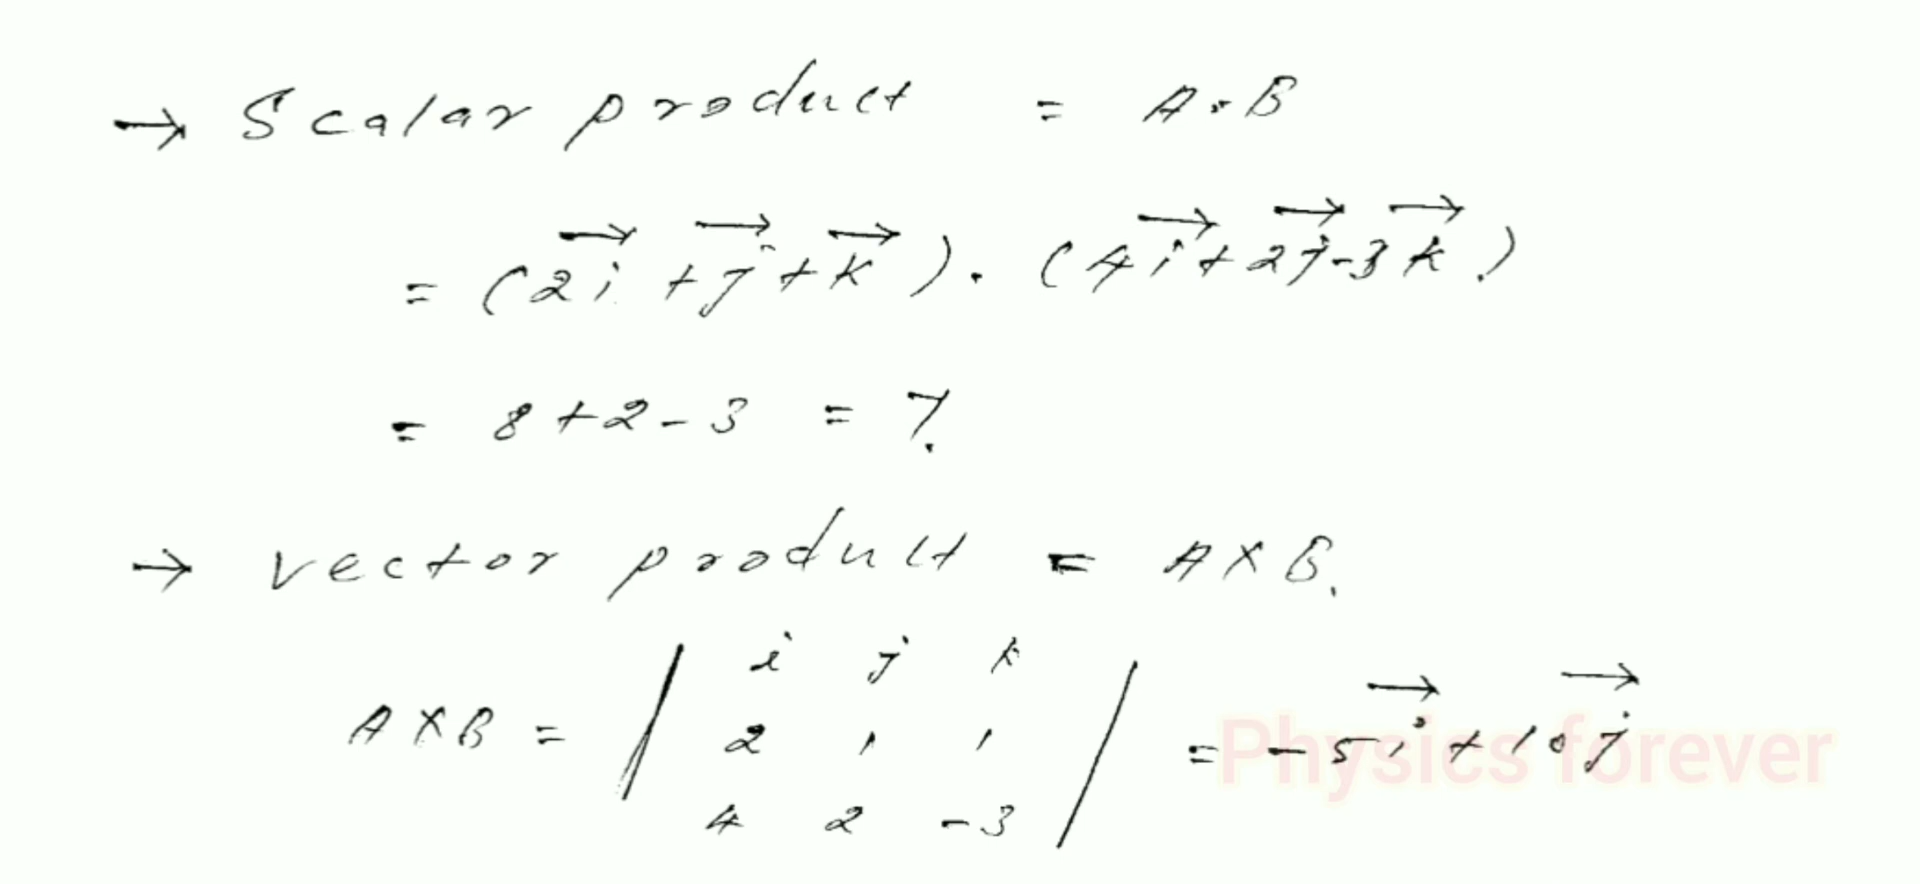 → Scalar product = A·B
= (2i⃗ + j⃗ + k⃗). (4i⃗ + 2j⃗ - 3k⃗.)
= 8 + 2 - 3 = 7.
→ vector product = A X B.
i j k
A X B = | 2 1 1 | = - 5i⃗ + 10j⃗
4 2 -3
Physics forever